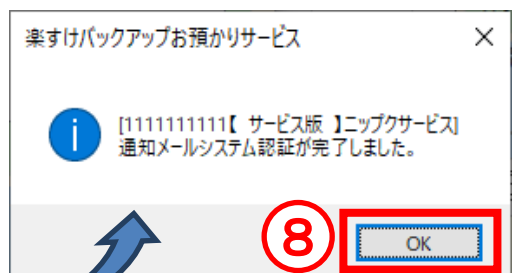 楽すけバックアップお預かりサービス
[1111111111【 サービス版 】ニップクサービス]
通知メールシステム認証が完了しました。
⑧
OK